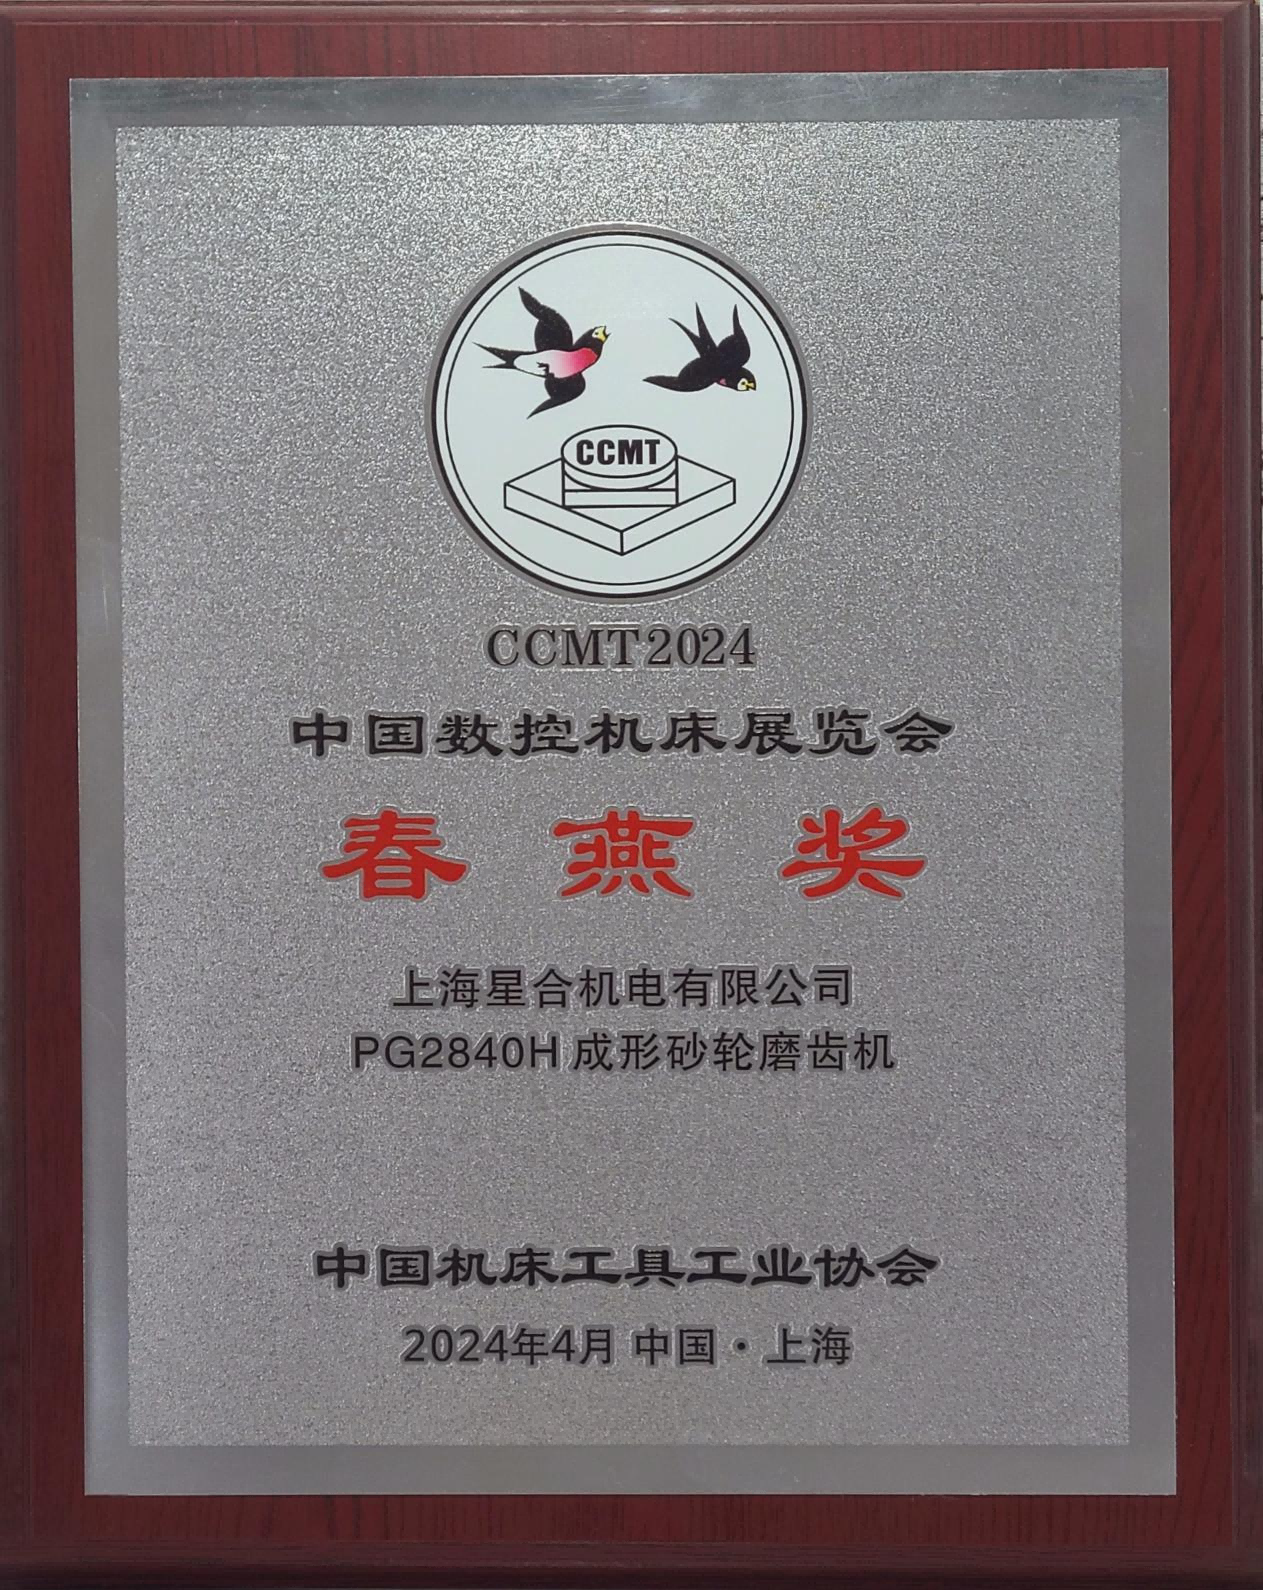 CCMT
CCMT2024
中国数控机床展览会
春燕奖
上海星合机电有限公司
PG2840H 成形砂轮磨齿机
中国机床工具工业协会
2024年4月 中国·上海